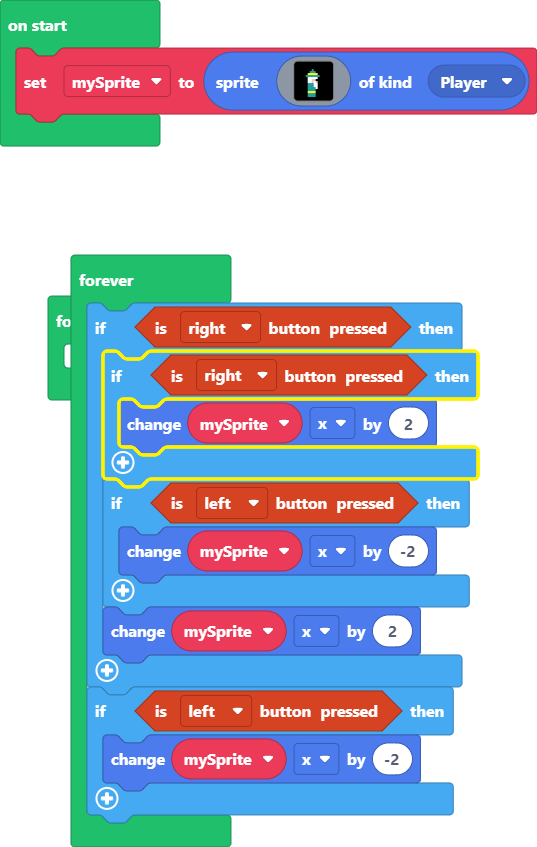 on start
set mySprite to sprite of kind Player
forever
fo
if is right button pressed then
if is right button pressed then
change mySprite x by 2
if is left button pressed then
change mySprite x by -2
change mySprite x by 2
if is left button pressed then
change mySprite x by -2